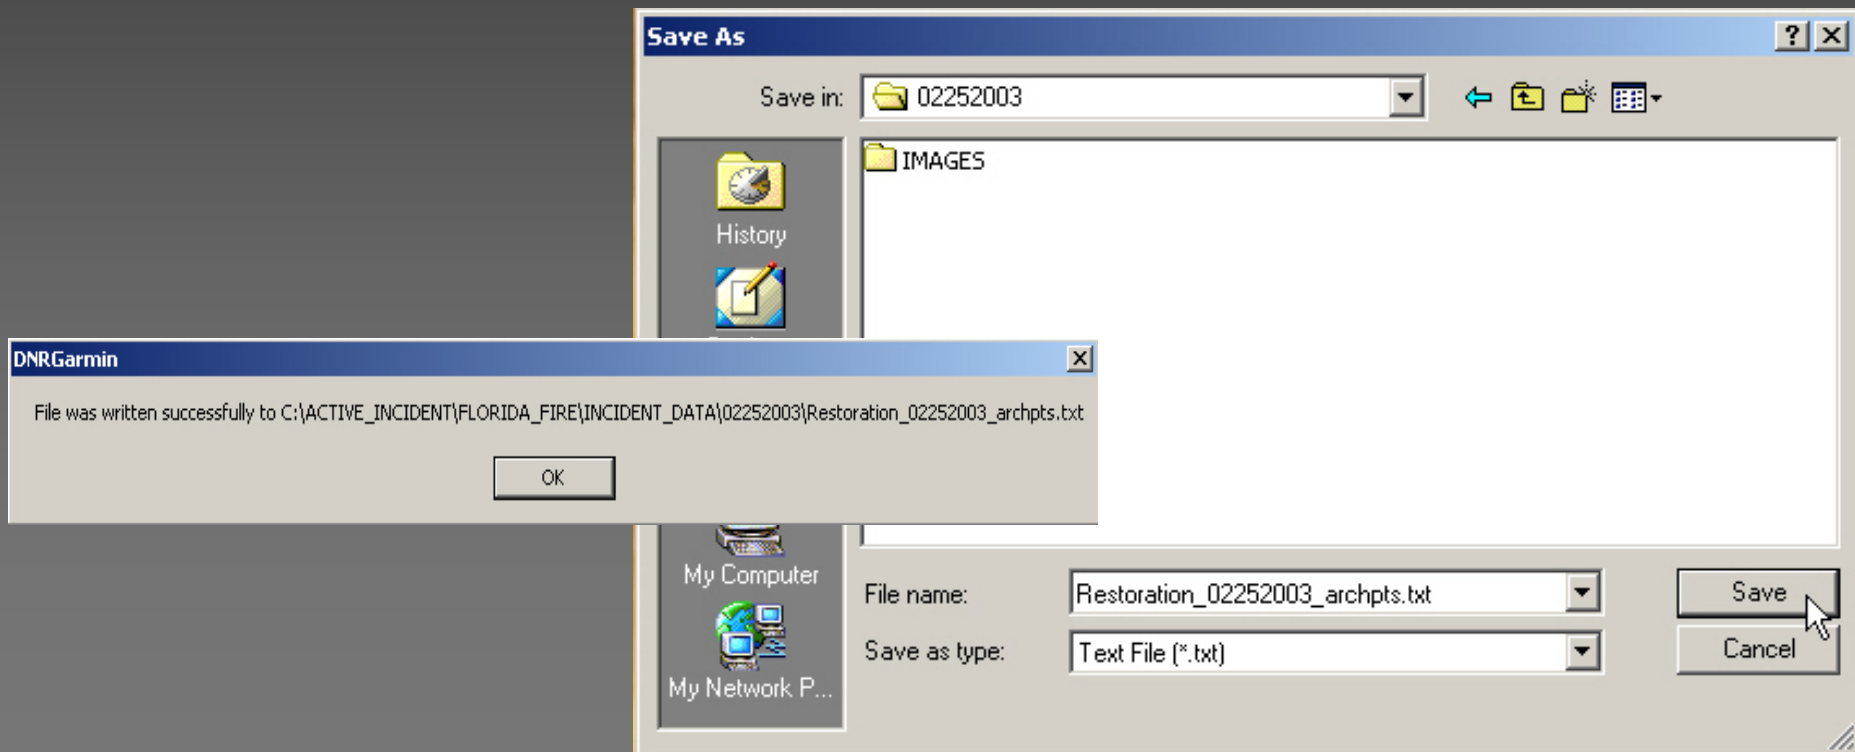 Save As
Save in:
02252003
IMAGES
History
DNRGarmin
File was written successfully to C:\ACTIVE_INCIDENT\FLORIDA_FIRE\INCIDENT_DATA\02252003\Restoration_02252003_archpts.txt
OK
My Computer
My Network P...
File name:
Restoration_02252003_archpts.txt
Save
Save as type:
Text File (*.txt)
Cancel